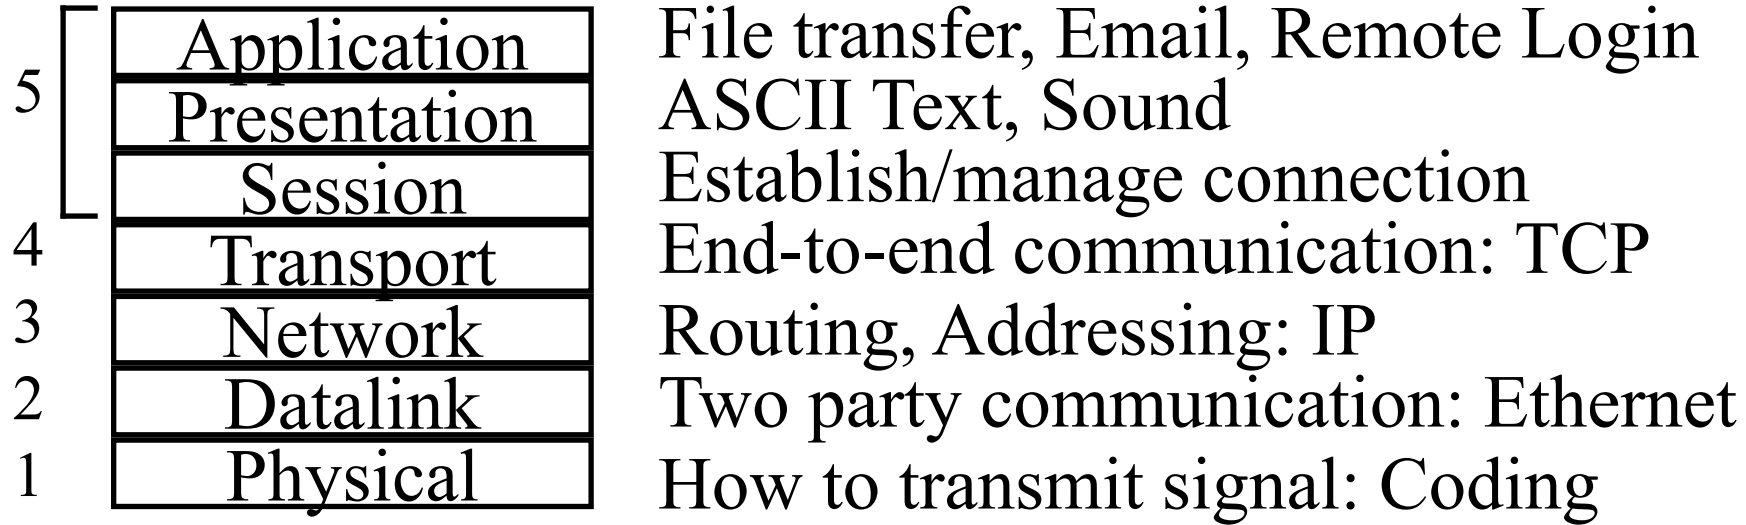 Application File transfer, Email, Remote Login
5 Presentation ASCII Text, Sound
Session Establish/manage connection
4 Transport End-to-end communication: TCP
3 Network Routing, Addressing: IP
2 Datalink Two party communication: Ethernet
1 Physical How to transmit signal: Coding